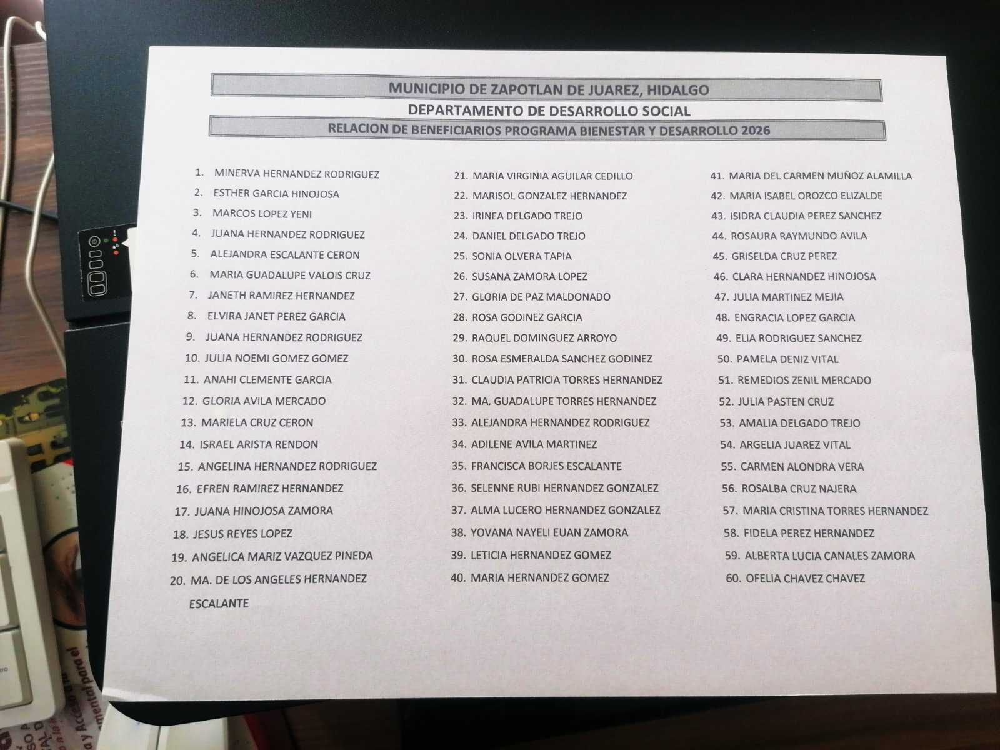 MUNICIPIO DE ZAPOTLAN DE JUAREZ, HIDALGO
DEPARTAMENTO DE DESARROLLO SOCIAL
RELACION DE BENEFICIARIOS PROGRAMA BIENESTAR Y DESARROLLO 2026
1. MINERVA HERNANDEZ RODRIGUEZ
2. ESTHER GARCIA HINOJOSA
3. MARCOS LOPEZ YENI
4. JUANA HERNANDEZ RODRIGUEZ
5. ALEJANDRA ESCALANTE CERON
6. MARIA GUADALUPE VALOIS CRUZ
7. JANETH RAMIREZ HERNANDEZ
8. ELVIRA JANET PEREZ GARCIA
9. JUANA HERNANDEZ RODRIGUEZ
10. JULIA NOEMI GOMEZ GOMEZ
11. ANAHI CLEMENTE GARCIA
12. GLORIA AVILA MERCADO
13. MARIELA CRUZ CERON
14. ISRAEL ARISTA RENDON
15. ANGELINA HERNANDEZ RODRIGUEZ
16. EFREN RAMIREZ HERNANDEZ
17. JUANA HINOJOSA ZAMORA
18. JESUS REYES LOPEZ
19. ANGELICA MARIZ VAZQUEZ PINEDA
20. MA. DE LOS ANGELES HERNANDEZ
ESCALANTE
21. MARIA VIRGINIA AGUILAR CEDILLO
22. MARISOL GONZALEZ HERNANDEZ
23. IRINEA DELGADO TREJO
24. DANIEL DELGADO TREJO
25. SONIA OLVERA TAPIA
26. SUSANA ZAMORA LOPEZ
27. GLORIA DE PAZ MALDONADO
28. ROSA GODINEZ GARCIA
29. RAQUEL DOMINGUEZ ARROYO
30. ROSA ESMERALDA SANCHEZ GODINEZ
31. CLAUDIA PATRICIA TORRES HERNANDEZ
32. MA. GUADALUPE TORRES HERNANDEZ
33. ALEJANDRA HERNANDEZ RODRIGUEZ
34. ADILENE AVILA MARTINEZ
35. FRANCISCA BORJES ESCALANTE
36. SELENNE RUBI HERNANDEZ GONZALEZ
37. ALMA LUCERO HERNANDEZ GONZALEZ
38. YOVANA NAYELI EUAN ZAMORA
39. LETICIA HERNANDEZ GOMEZ
40. MARIA HERNANDEZ GOMEZ
41. MARIA DEL CARMEN MUÑOZ ALAMILLA
42. MARIA ISABEL OROZCO ELIZALDE
43. ISIDRA CLAUDIA PEREZ SANCHEZ
44. ROSAURA RAYMUNDO AVILA
45. GRISELDA CRUZ PEREZ
46. CLARA HERNANDEZ HINOJOSA
47. JULIA MARTINEZ MEJIA
48. ENGRACIA LOPEZ GARCIA
49. ELIA RODRIGUEZ SANCHEZ
50. PAMELA DENIZ VITAL
51. REMEDIOS ZENIL MERCADO
52. JULIA PASTEN CRUZ
53. AMALIA DELGADO TREJO
54. ARGELIA JUAREZ VITAL
55. CARMEN ALONDRA VERA
56. ROSALBA CRUZ NAJERA
57. MARIA CRISTINA TORRES HERNANDEZ
58. FIDELA PEREZ HERNANDEZ
59. ALBERTA LUCIA CANALES ZAMORA
60. OFELIA CHAVEZ CHAVEZ